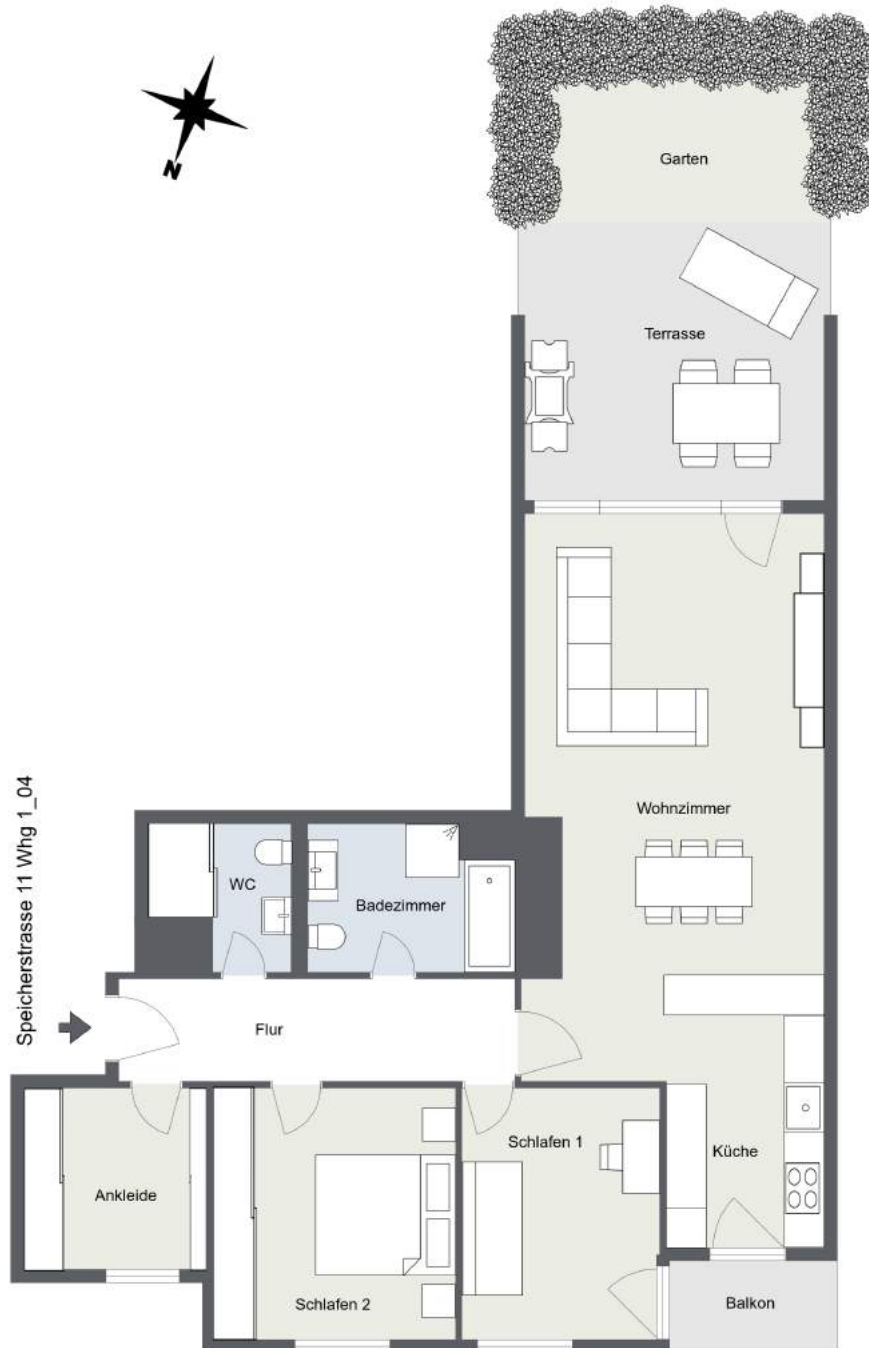 N
Garten
Terrasse
Wohnzimmer
Speicherstrasse 11 Whg 1_04
WC
Badezimmer
Flur
Schlafen 1
Küche
Ankleide
Schlafen 2
Balkon